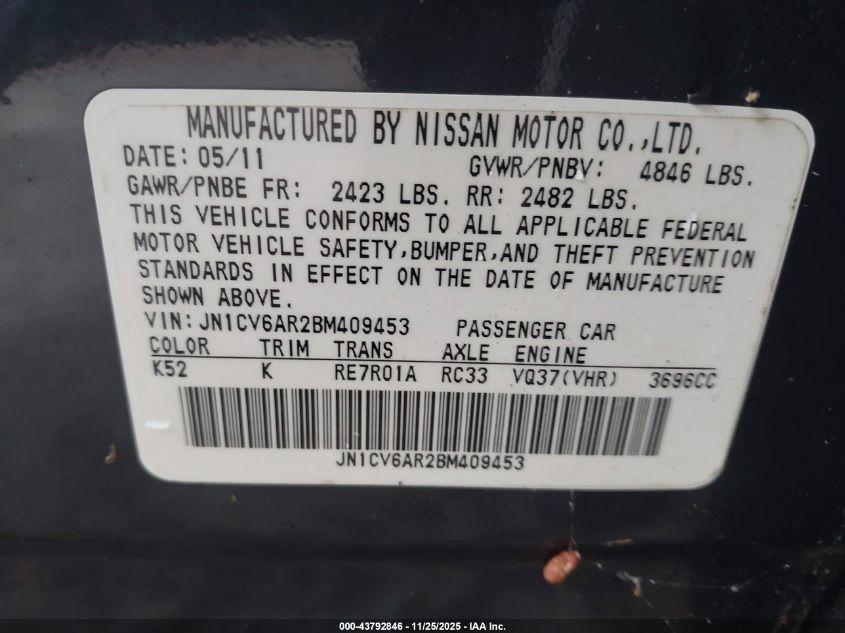 MANUFACTURED BY NISSAN MOTOR CO.,LTD.
DATE: 05/11 GVWR/PNBV: 4846 LBS.
GAWR/PNBE FR: 2423 LBS. RR: 2482 LBS.
THIS VEHICLE CONFORMS TO ALL APPLICABLE FEDERAL
MOTOR VEHICLE SAFETY,BUMPER,AND THEFT PREVENTION
STANDARDS IN EFFECT ON THE DATE OF MANUFACTURE
SHOWN ABOVE.
VIN: JN1CV6AR2BM409453 PASSENGER CAR
COLOR TRIM TRANS AXLE ENGINE
K52 K RE7R01A RC33 VQ37(VHR) 3696CC
JN1CV6AR2BM409453
000-43792846 - 11/25/2025 - IAA Inc.